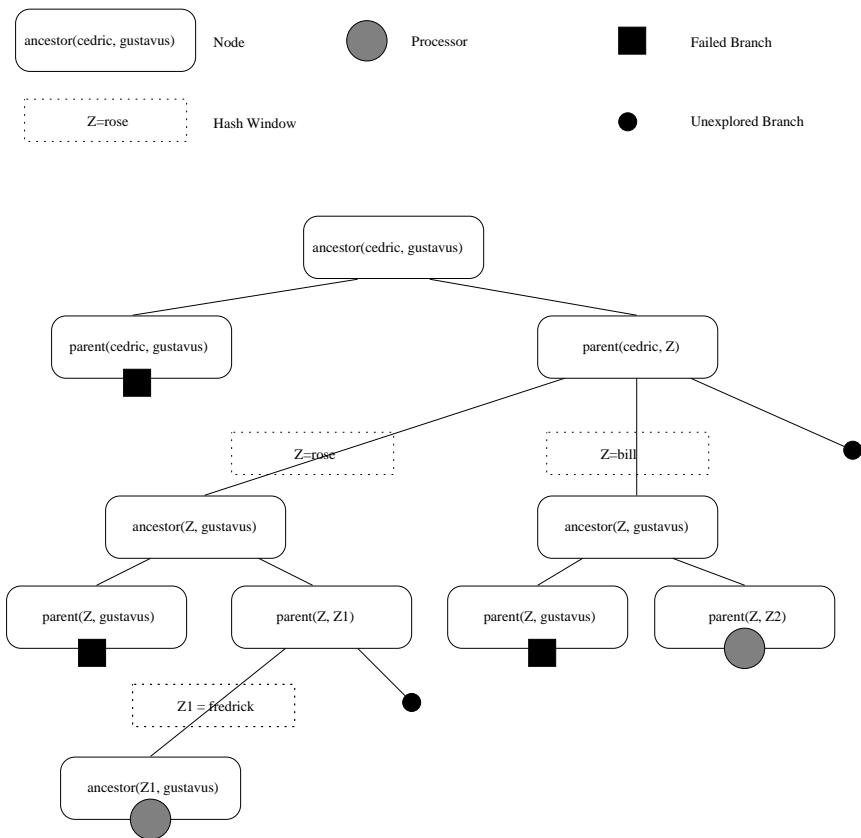 ancestor(cedric, gustavus)
Node
Processor
Failed Branch
Z=rose
Hash Window
Unexplored Branch
ancestor(cedric, gustavus)
parent(cedric, gustavus)
parent(cedric, Z)
Z=rose
Z=bill
ancestor(Z, gustavus)
ancestor(Z, gustavus)
parent(Z, gustavus)
parent(Z, Z1)
parent(Z, gustavus)
parent(Z, Z2)
Z1 = fredrick
ancestor(Z1, gustavus)